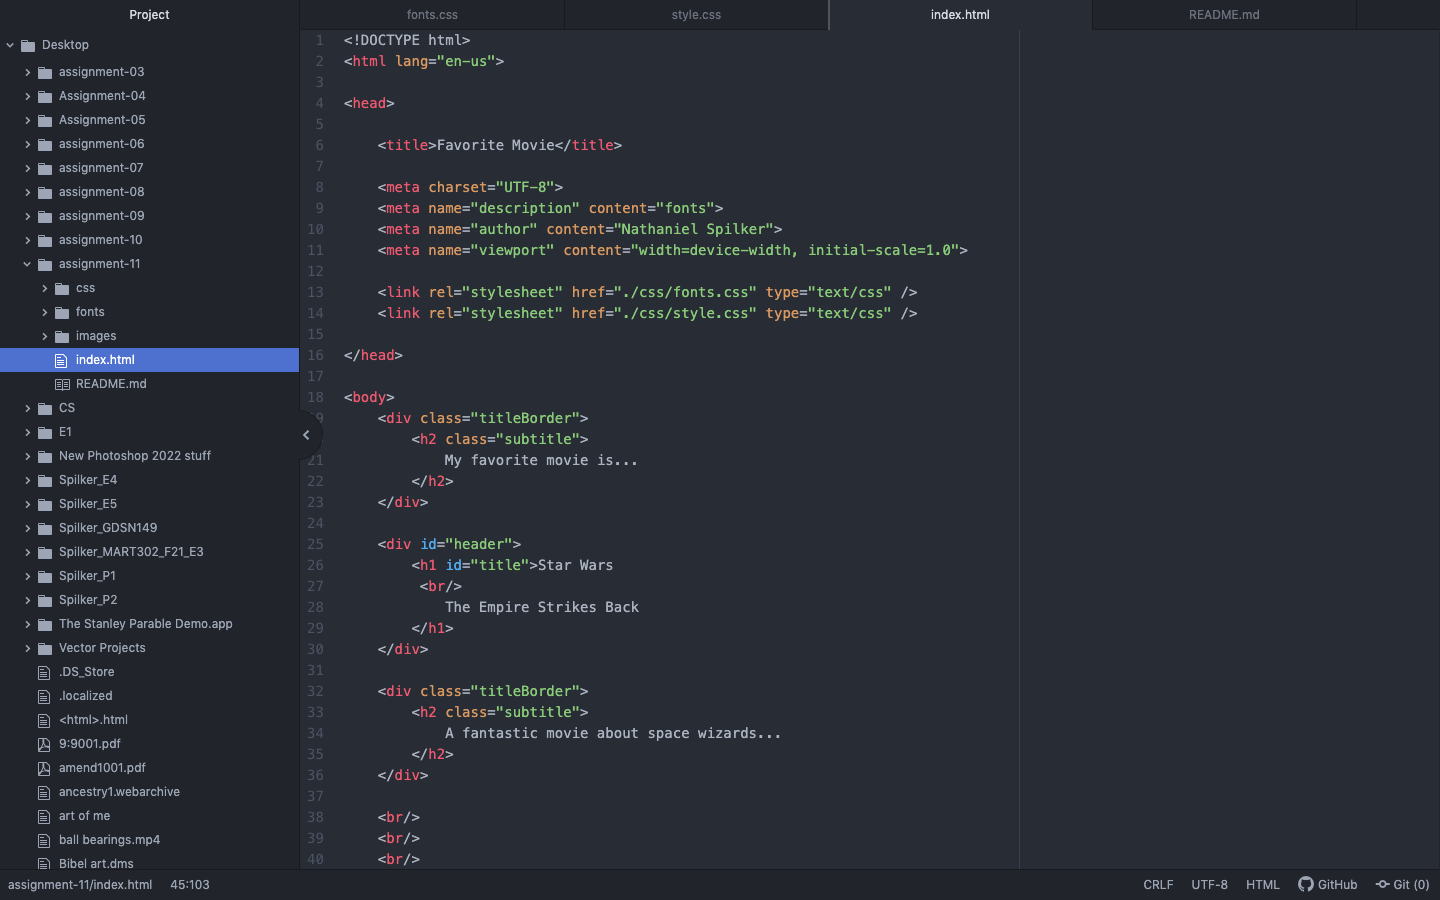 Project
Desktop
assignment-03
Assignment-04
Assignment-05
assignment-06
assignment-07
assignment-08
assignment-09
assignment-10
assignment-11
css
fonts
images
index.html
README.md
CS
E1
New Photoshop 2022 stuff
Spilker_E4
Spilker_E5
Spilker_GDSN149
Spilker_MART302_F21_E3
Spilker_P1
Spilker_P2
The Stanley Parable Demo.app
Vector Projects
.DS_Store
.localized
<html>.html
9:9001.pdf
amend1001.pdf
ancestry1.webarchive
art of me
ball bearings.mp4
Bibel art.dms
fonts.css style.css index.html README.md
1 <!DOCTYPE html>
2 <html lang="en-us">
3
4 <head>
5
6 <title>Favorite Movie</title>
7
8 <meta charset="UTF-8">
9 <meta name="description" content="fonts">
10 <meta name="author" content="Nathaniel Spilker">
11 <meta name="viewport" content="width=device-width, initial-scale=1.0">
12
13 <link rel="stylesheet" href="./css/fonts.css" type="text/css" />
14 <link rel="stylesheet" href="./css/style.css" type="text/css" />
15
16 </head>
17
18 <body>
19 <div class="titleBorder">
<h2 class="subtitle">
21 My favorite movie is...
22 </h2>
23 </div>
24
25 <div id="header">
26 <h1 id="title">Star Wars
27 <br/>
28 The Empire Strikes Back
29 </h1>
30 </div>
31
32 <div class="titleBorder">
33 <h2 class="subtitle">
34 A fantastic movie about space wizards...
35 </h2>
36 </div>
37
38 <br/>
39 <br/>
40 <br/>
assignment-11/index.html 45:103 CRLF UTF-8 HTML GitHub Git (0)